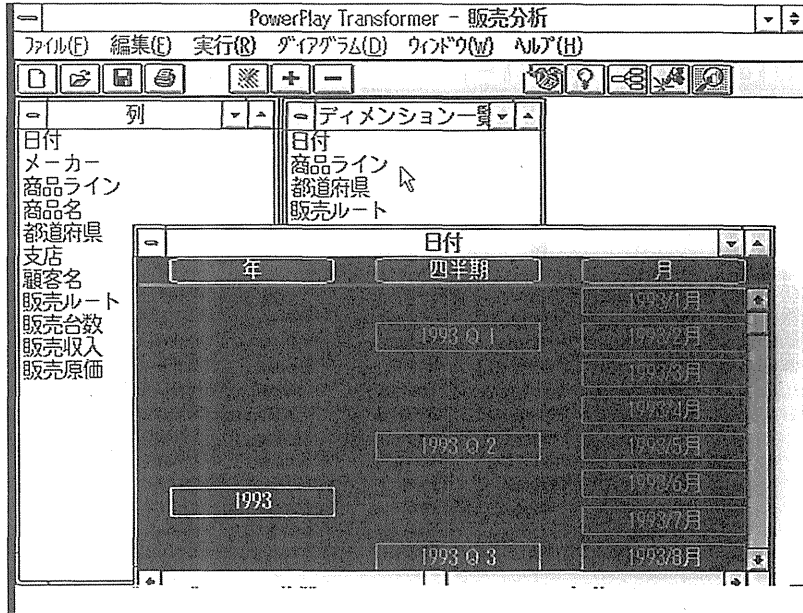 PowerPlay Transformer - 販売分析
ファイル(F) 編集(E) 実行(R) ダイアグラム(D) ウィンドウ(W) ヘルプ(H)
列
日付
メーカー
商品ライン
商品名
都道府県
支店
顧客名
販売ルート
販売台数
販売収入
販売原価
ディメンション一覧
日付
商品ライン
都道府県
販売ルート
日付
年 四半期 月
1993/1月
1993 Q 1 1993/2月
1993/3月
1993/4月
1993 Q 2 1993/5月
1993/6月
1993
1993/7月
1993 Q 3 1993/8月